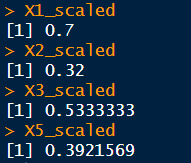 > X1_scaled
[1] 0.7
> X2_scaled
[1] 0.32
> X3_scaled
[1] 0.5333333
> X5_scaled
[1] 0.3921569